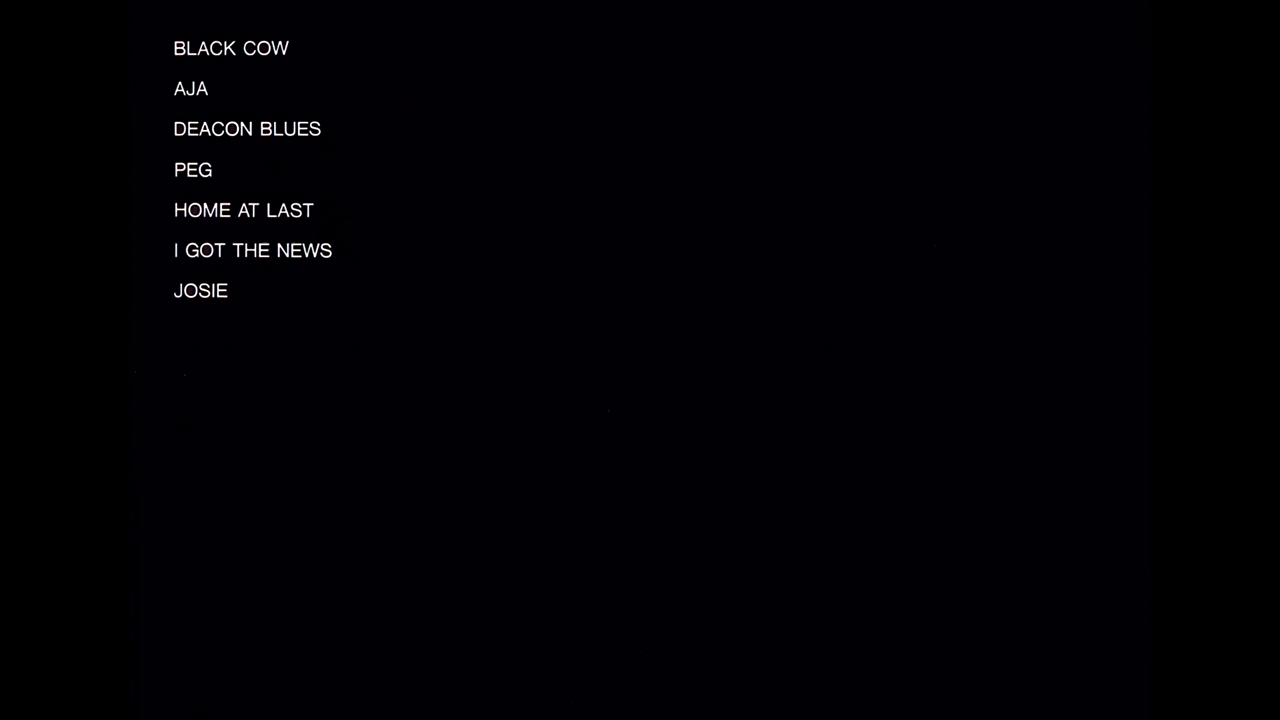 BLACK COW
AJA
DEACON BLUES
PEG
HOME AT LAST
I GOT THE NEWS
JOSIE